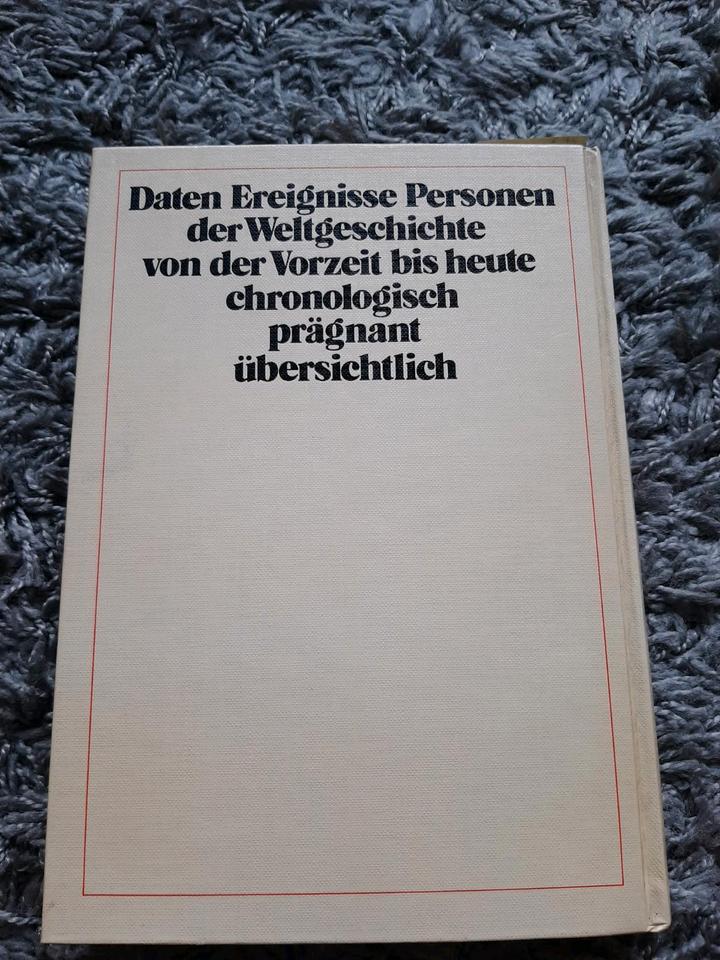 Daten Ereignisse Personen
der Weltgeschichte
von der Vorzeit bis heute
chronologisch
prägnant
übersichtlich